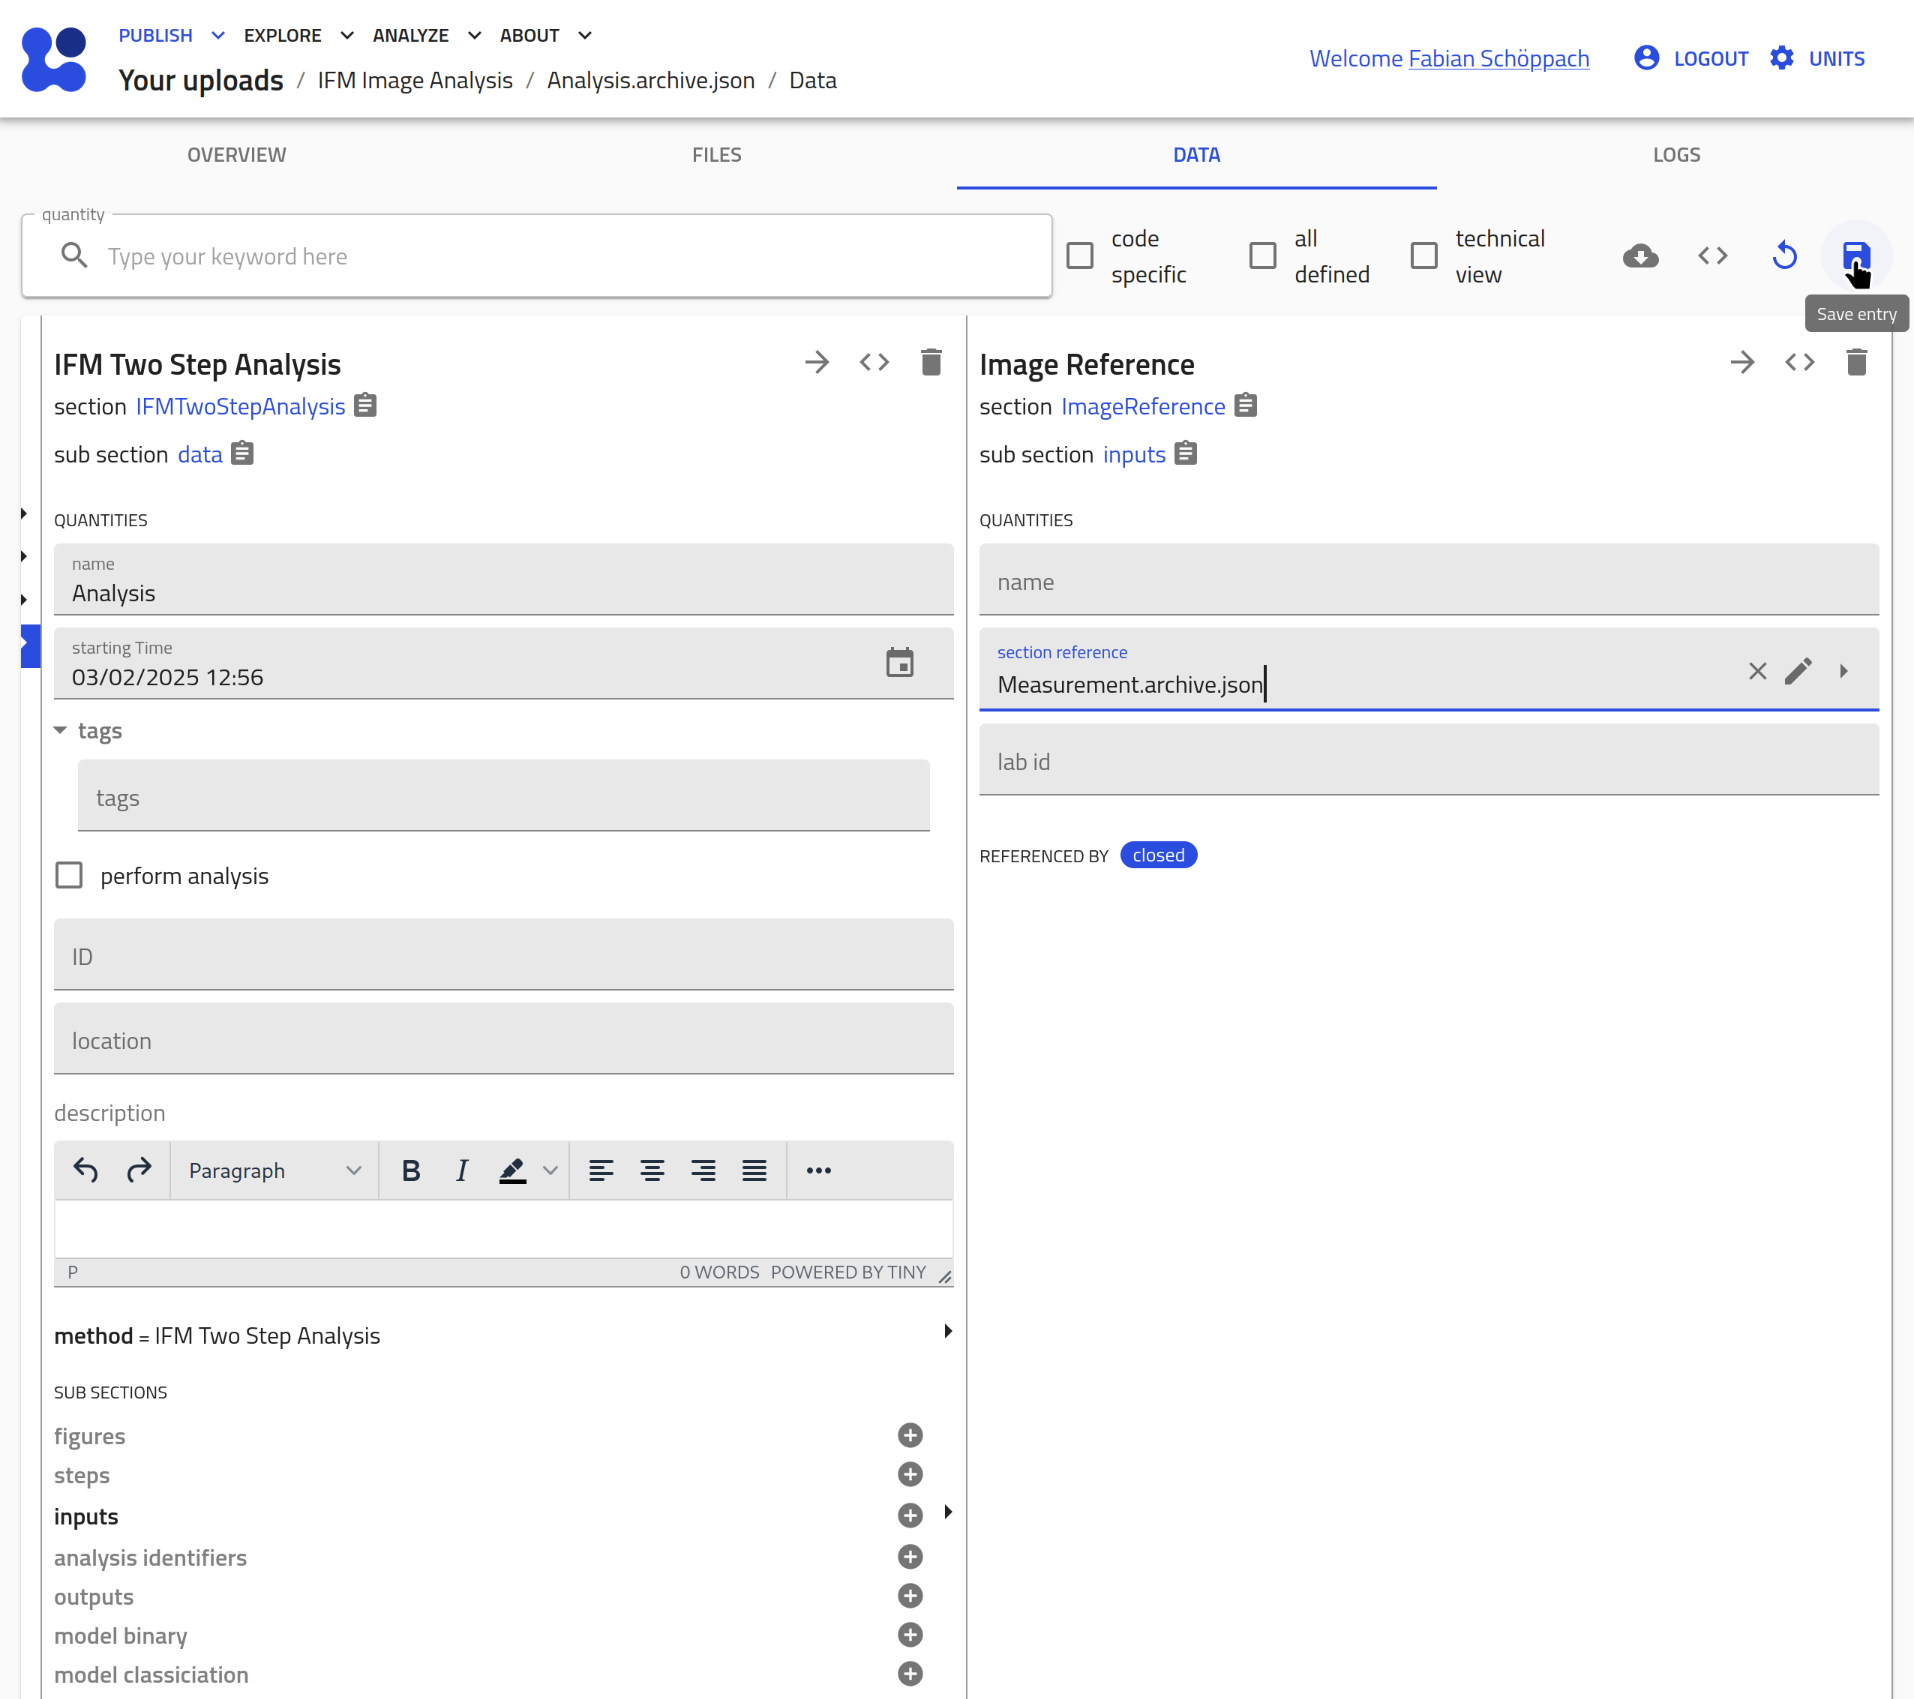 PUBLISH EXPLORE ANALYZE ABOUT
Your uploads / IFM Image Analysis / Analysis.archive.json / Data
Welcome Fabian Schöppach LOGOUT UNITS
OVERVIEW FILES DATA LOGS
quantity
Type your keyword here
code specific
all defined
technical view
Save entry
IFM Two Step Analysis
section IFMTwoStepAnalysis
sub section data
QUANTITIES
name
Analysis
starting Time
03/02/2025 12:56
tags
tags
perform analysis
ID
location
description
Paragraph B I
P 0 WORDS POWERED BY TINY
method = IFM Two Step Analysis
SUB SECTIONS
figures
steps
inputs
analysis identifiers
outputs
model binary
model classiciation
Image Reference
section ImageReference
sub section inputs
QUANTITIES
name
section reference
Measurement.archive.json
lab id
REFERENCED BY closed